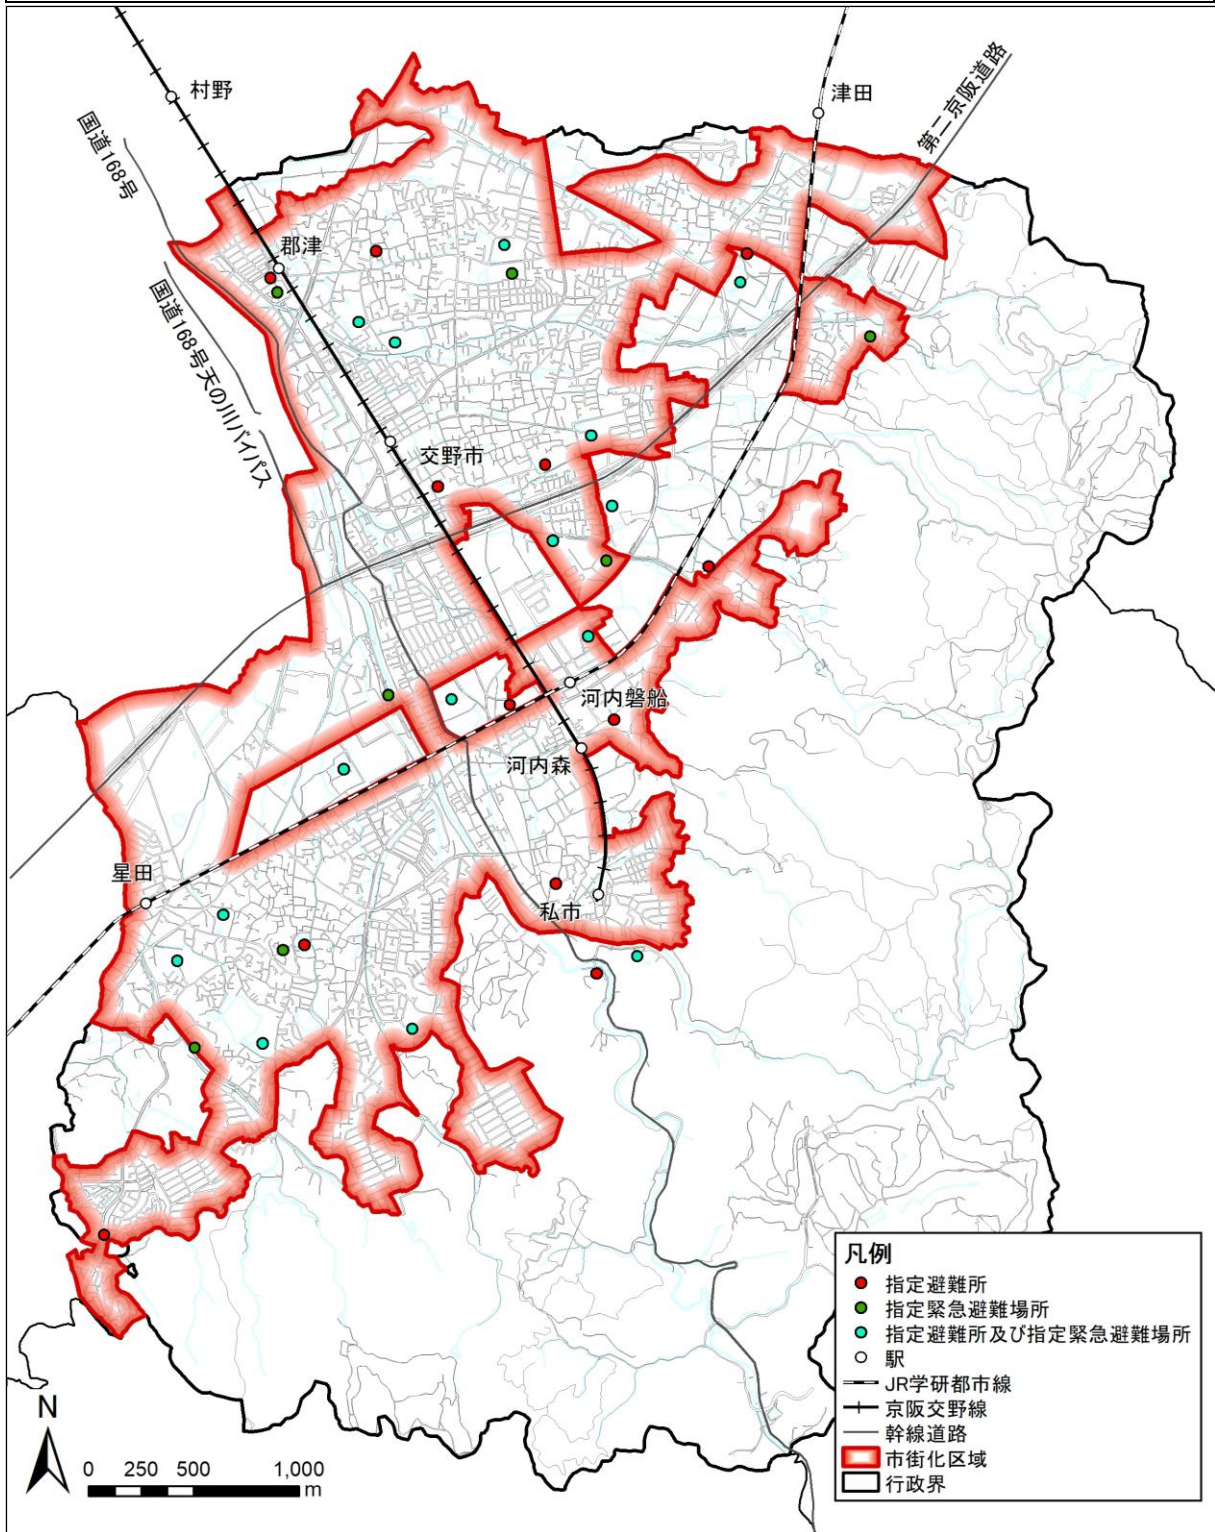 村野
津田
第二京阪道路
国道168号
郡津
国道168号天の川バイパス
交野市
河内磐船
河内森
星田
私市
凡例
指定避難所
指定緊急避難場所
指定避難所及び指定緊急避難場所
駅
JR学研都市線
京阪交野線
幹線道路
市街化区域
行政界
N
0 250 500 1,000
m